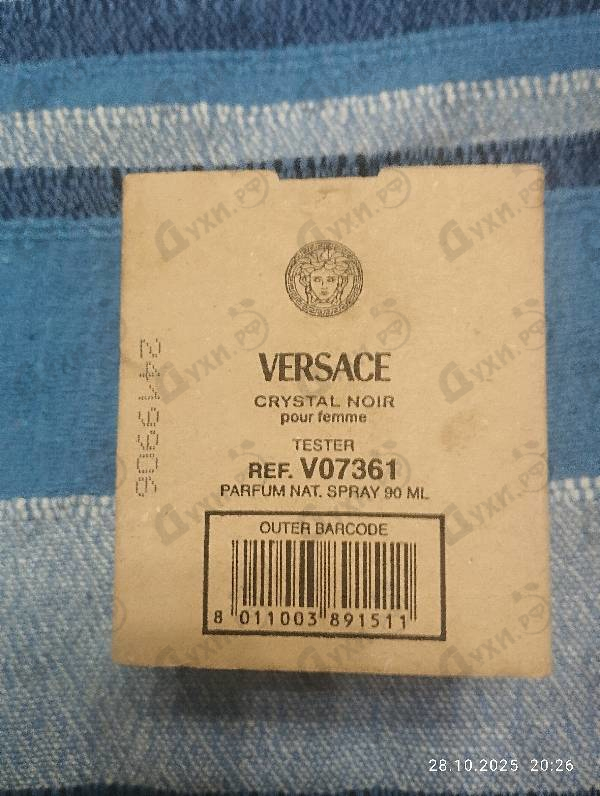 VERSACE
CRYSTAL NOIR
pour femme
TESTER
REF. V07361
PARFUM NAT. SPRAY 90 ML
OUTER BARCODE
8 011003 891511
28.10.2025 20:26
Духи.рф